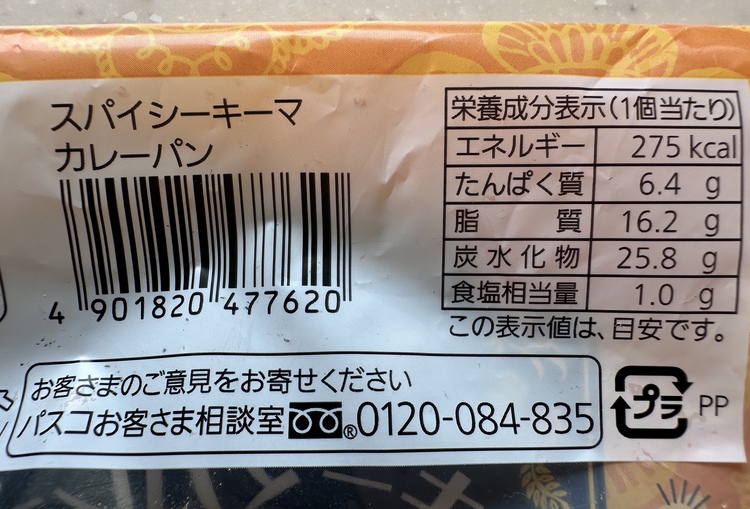 スパイシーキーマ
カレーパン
4 901820 477620
栄養成分表示(1個当たり)
エネルギー 275 kcal
たんぱく質 6.4 g
脂質 16.2 g
炭水化物 25.8 g
食塩相当量 1.0 g
この表示値は、目安です。
お客さまのご意見をお寄せください
パスコお客さま相談室 ® 0120-084-835
プラ PP